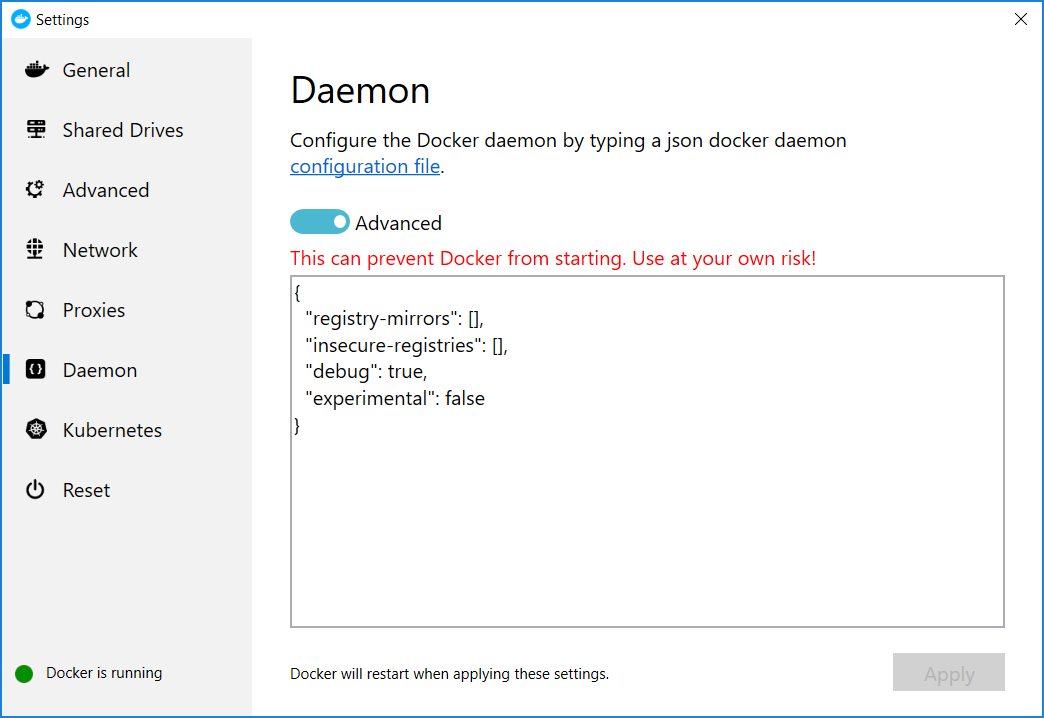 Settings
General
Shared Drives
Advanced
Network
Proxies
Daemon
Kubernetes
Reset
Docker is running
Daemon
Configure the Docker daemon by typing a json docker daemon
configuration file.
Advanced
This can prevent Docker from starting. Use at your own risk!
{
  "registry-mirrors": [],
  "insecure-registries": [],
  "debug": true,
  "experimental": false
}
Docker will restart when applying these settings.
Apply